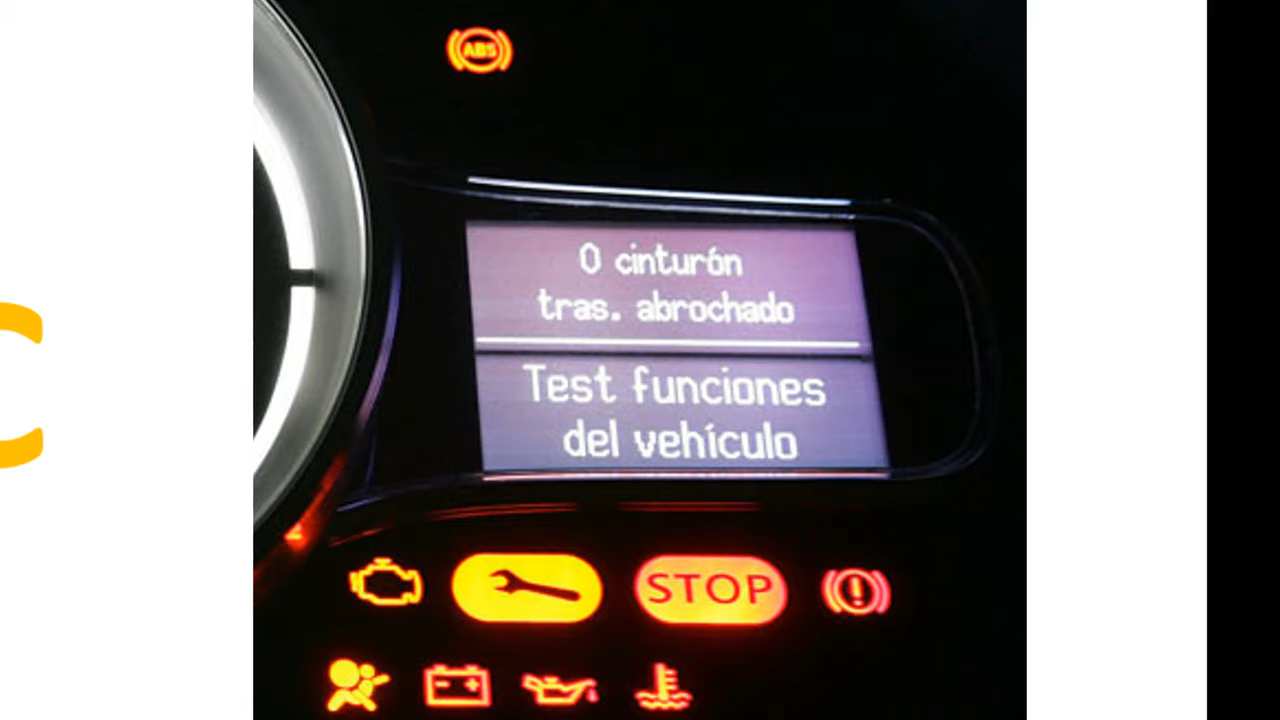 ABS
0 cinturón
tras. abrochado
Test funciones
del vehículo
STOP